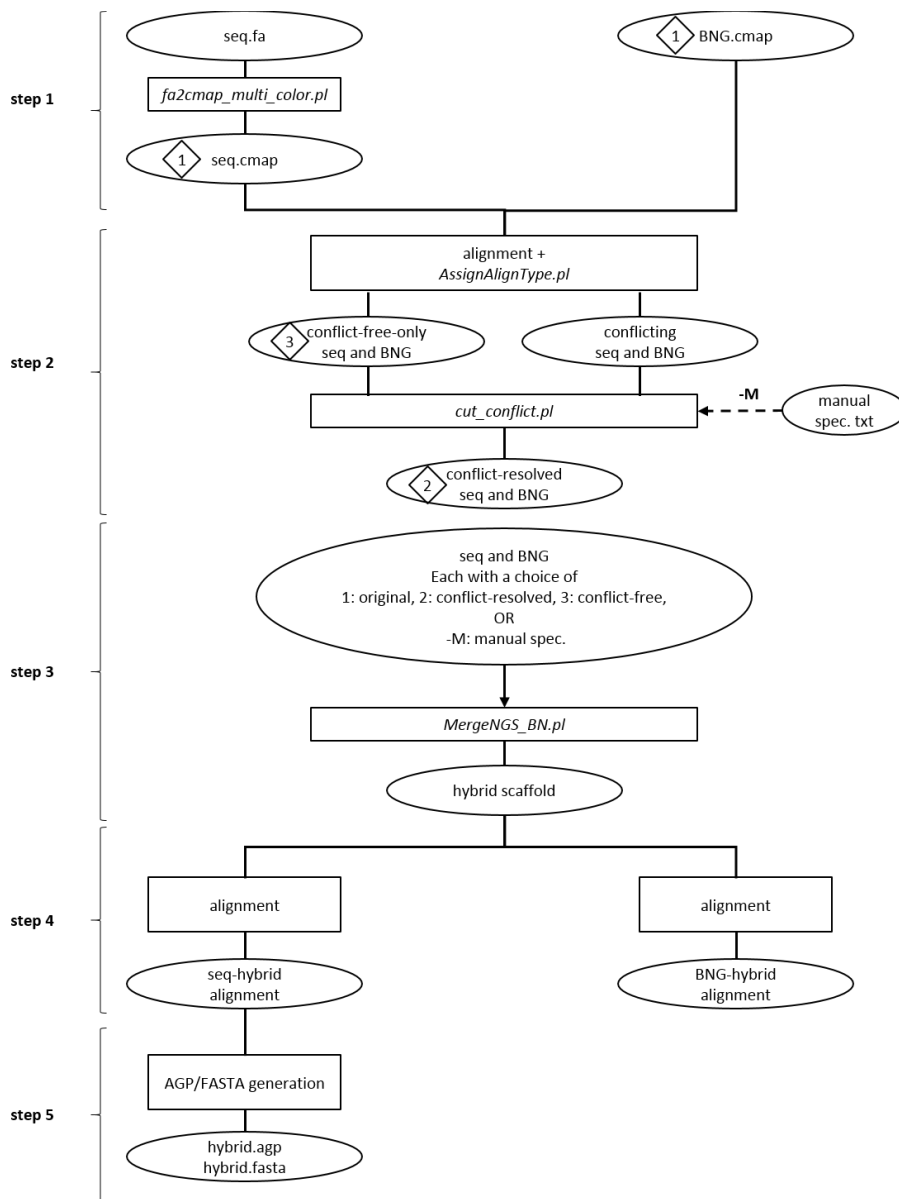 seq.fa
1 BNG.cmap
step 1
fa2cmap_multi_color.pl
1 seq.cmap
alignment +
AssignAlignType.pl
3 conflict-free-only
seq and BNG
conflicting
seq and BNG
step 2
-M
cut_conflict.pl
manual
spec. txt
2 conflict-resolved
seq and BNG
seq and BNG
Each with a choice of
1: original, 2: conflict-resolved, 3: conflict-free,
OR
-M: manual spec.
step 3
MergeNGS_BN.pl
hybrid scaffold
alignment
alignment
step 4
seq-hybrid
alignment
BNG-hybrid
alignment
AGP/FASTA generation
step 5
hybrid.agp
hybrid.fasta